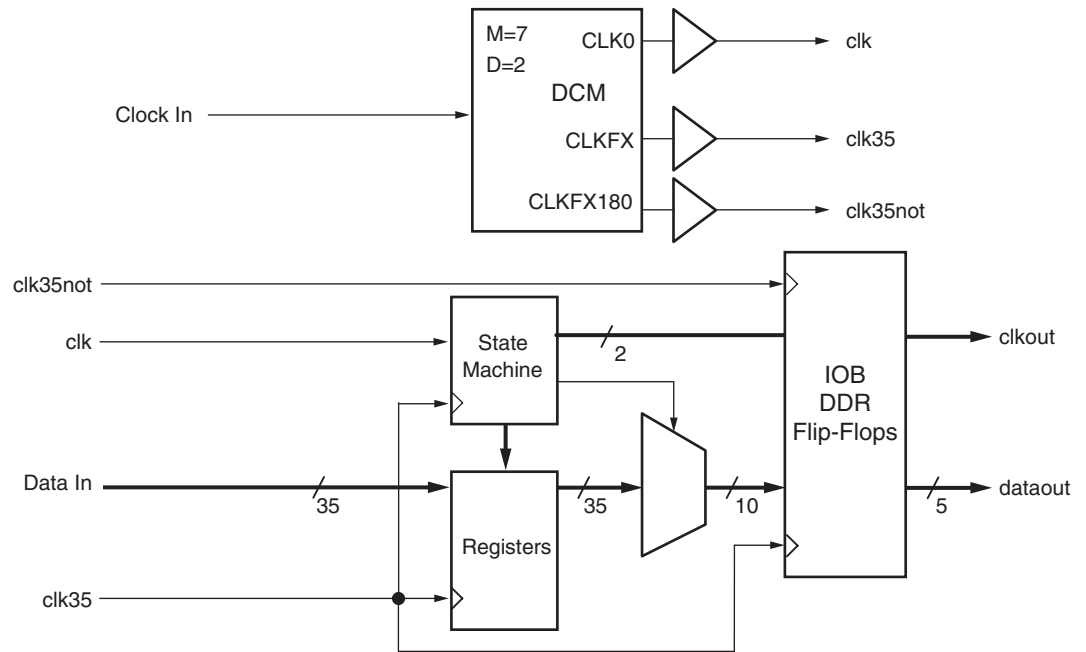 M=7
D=2
CLK0
DCM
CLKFX
CLKFX180
Clock In
clk
clk35
clk35not
clk35not
clk
State
Machine
2
IOB
DDR
Flip-Flops
clkout
Data In
35
35
10
5
dataout
Registers
clk35